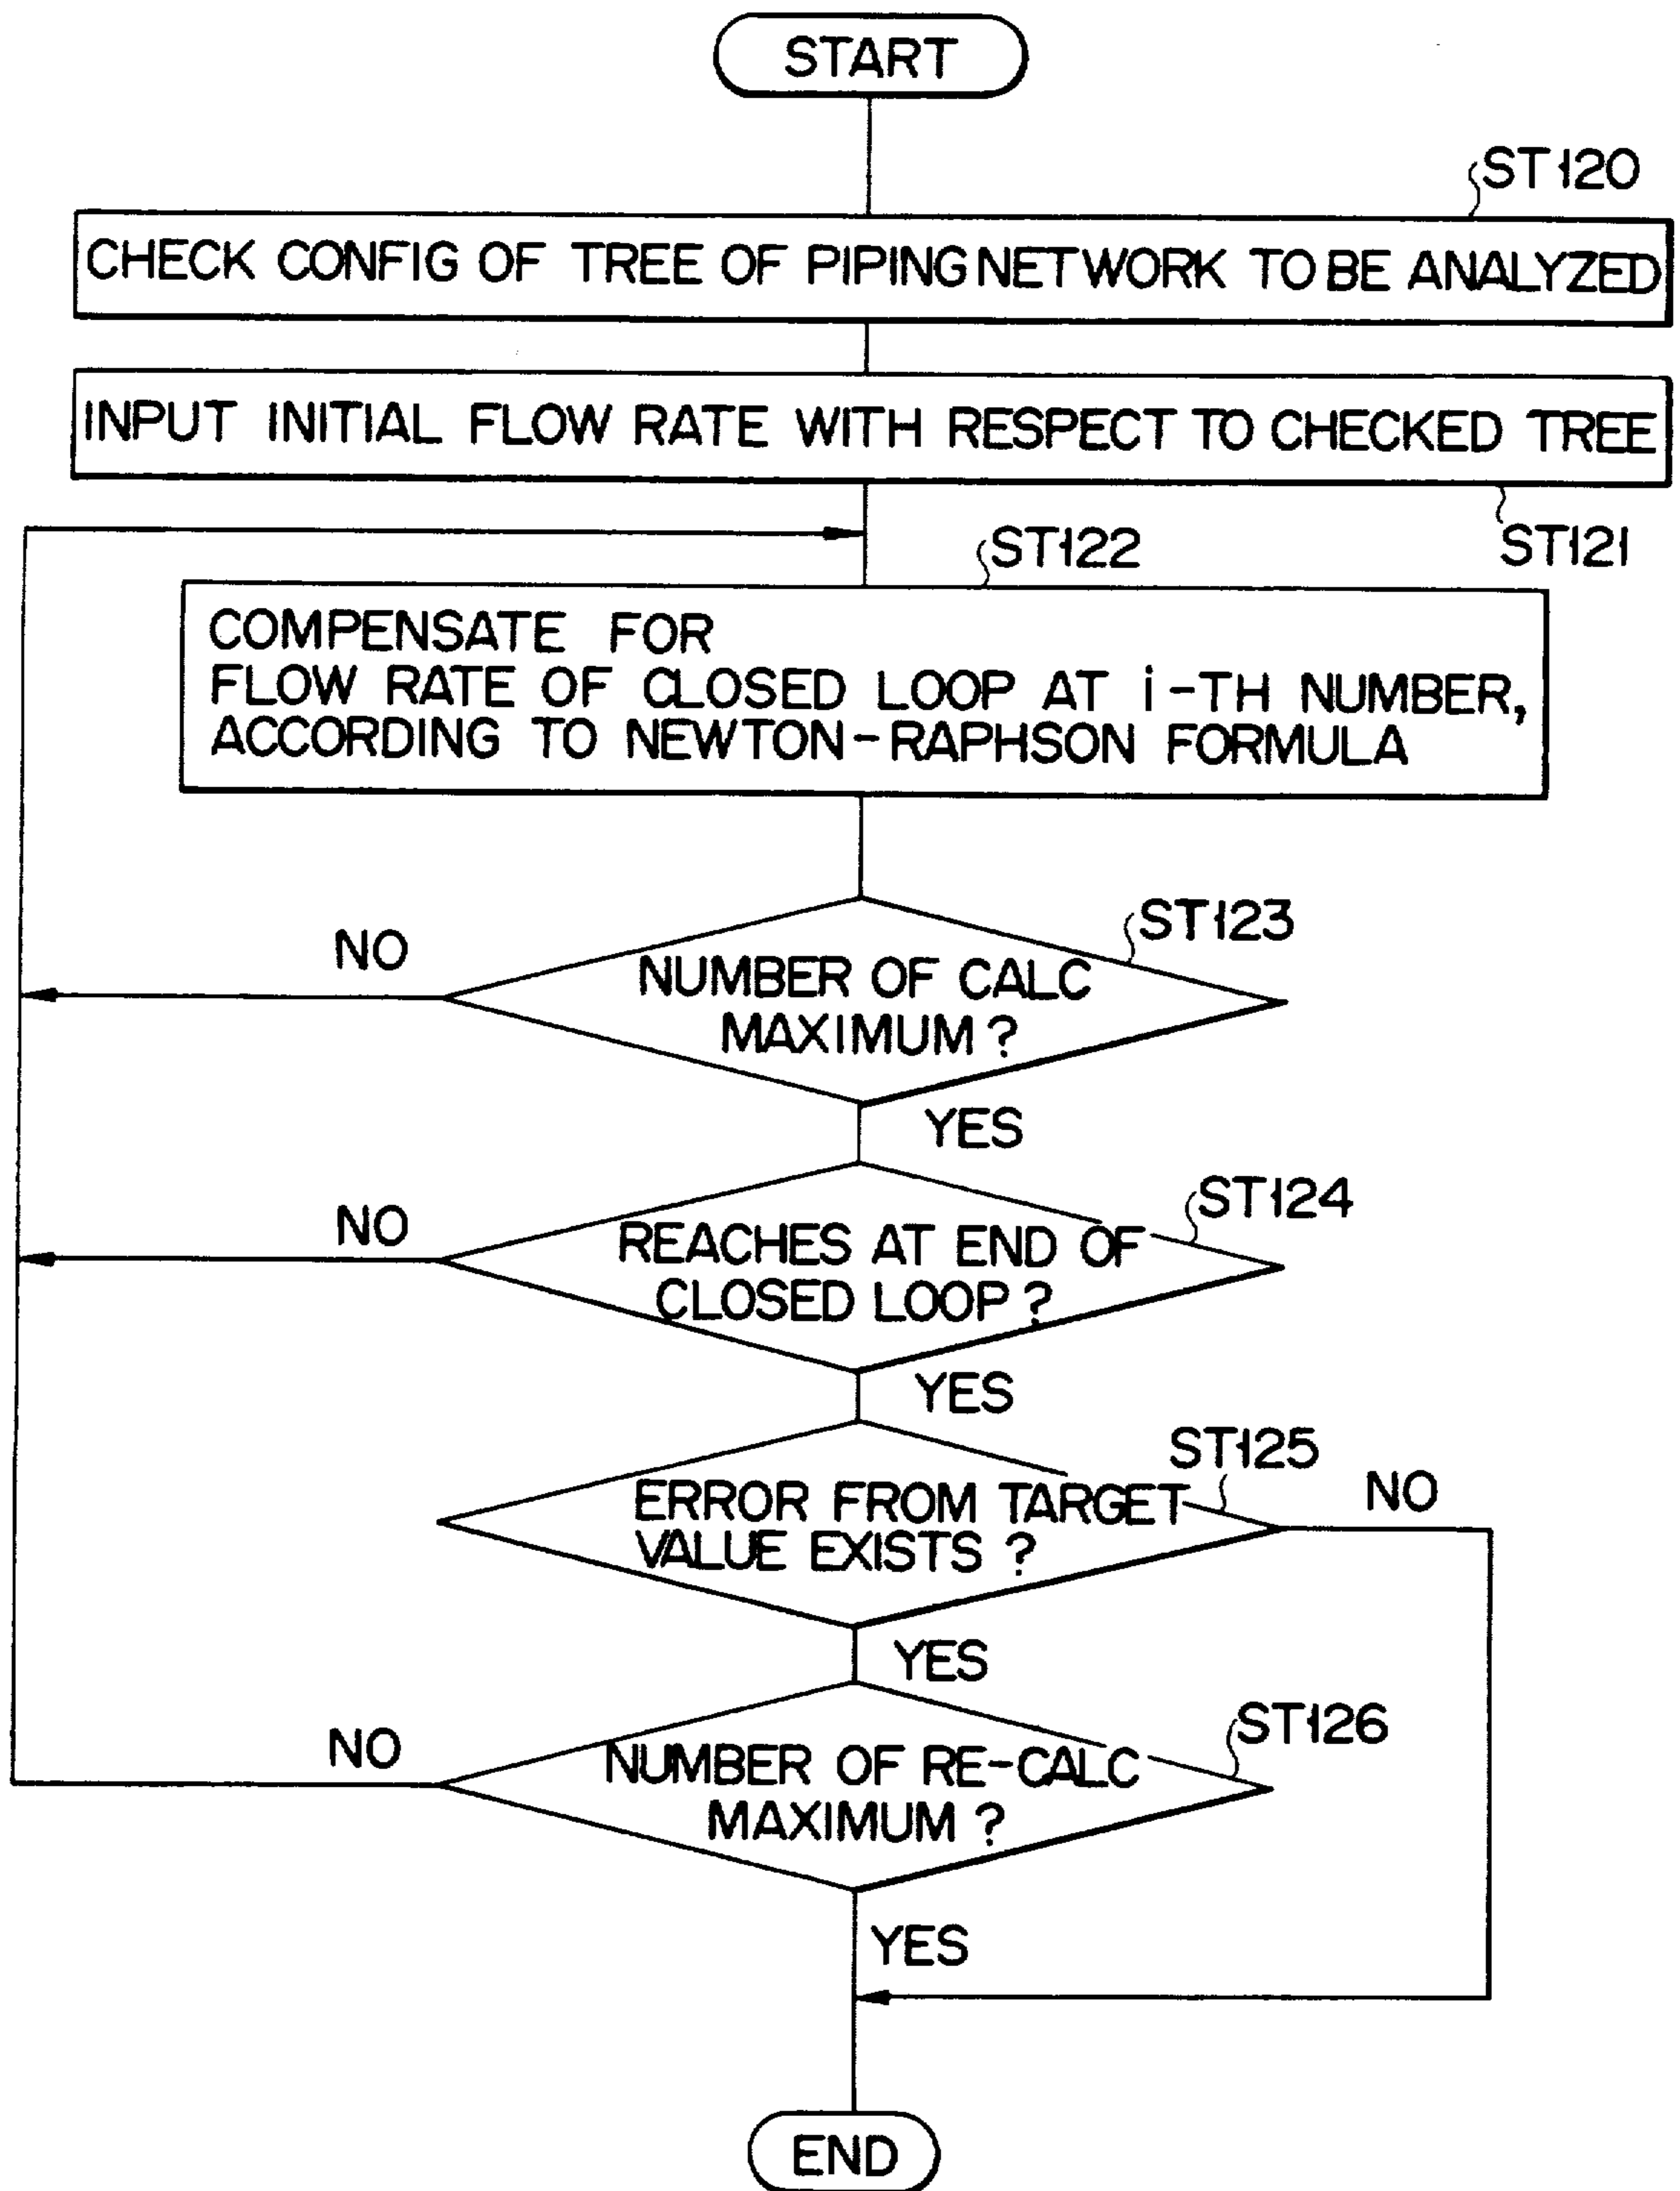 START
ST120
CHECK CONFIG OF TREE OF PIPING NETWORK TO BE ANALYZED
INPUT INITIAL FLOW RATE WITH RESPECT TO CHECKED TREE
ST121
ST122
COMPENSATE FOR
FLOW RATE OF CLOSED LOOP AT i-TH NUMBER,
ACCORDING TO NEWTON-RAPHSON FORMULA
ST123
NO
NUMBER OF CALC
MAXIMUM?
YES
ST124
NO
REACHES AT END OF
CLOSED LOOP?
YES
ST125
NO
ERROR FROM TARGET
VALUE EXISTS?
YES
ST126
NO
NUMBER OF RE-CALC
MAXIMUM?
YES
END